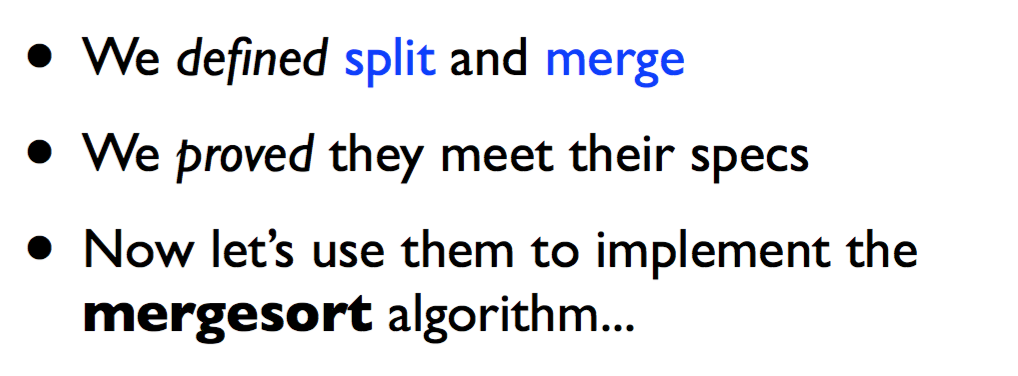 • We defined split and merge
• We proved they meet their specs
• Now let’s use them to implement the
mergesort algorithm...